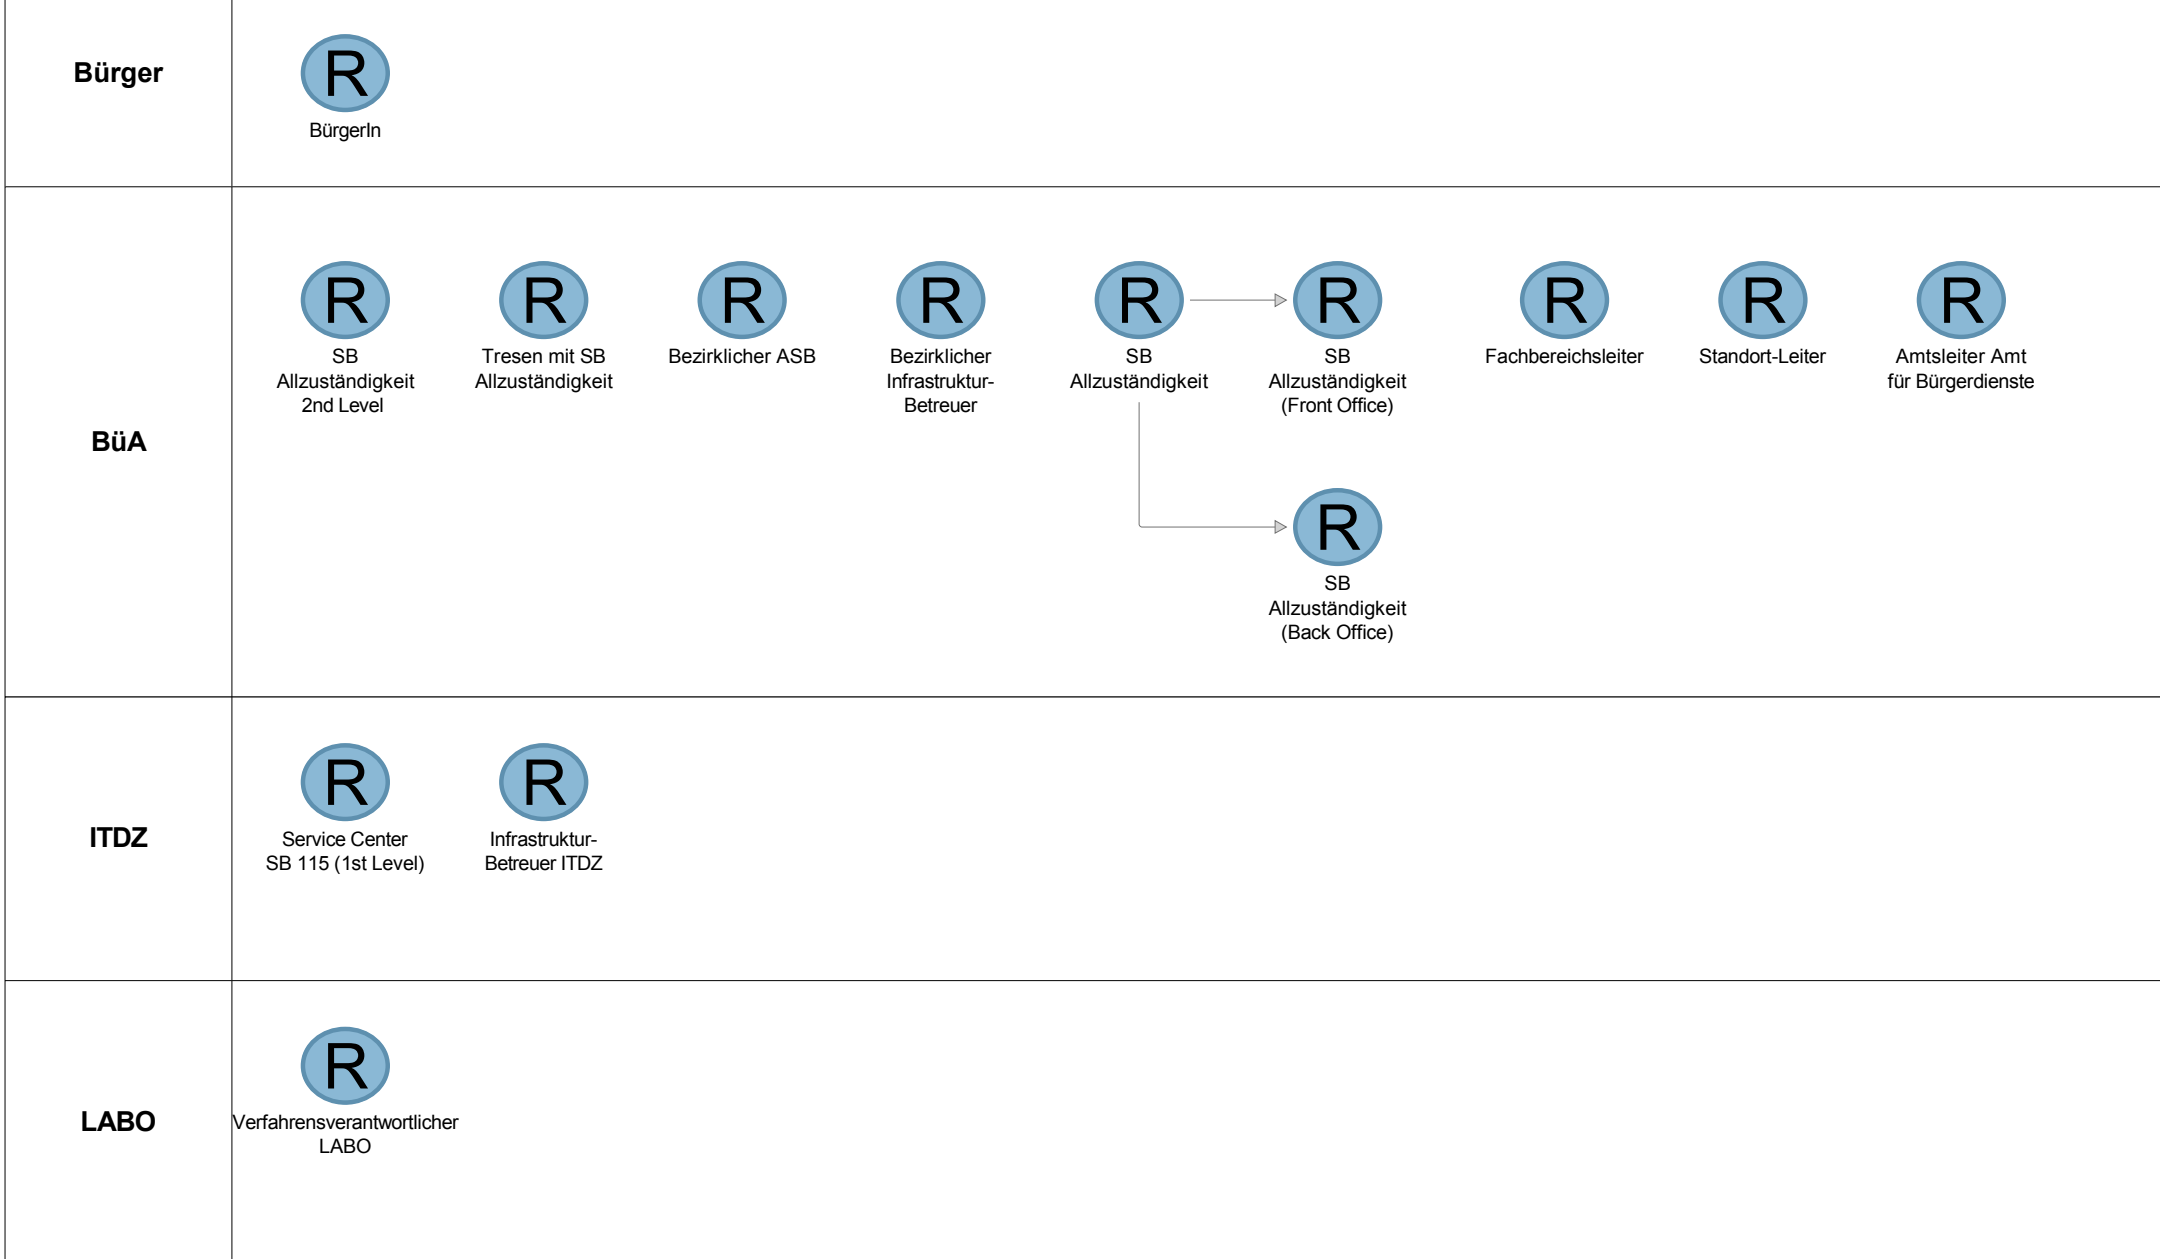 Bürger
R
BürgerIn
BüA
R
SB
Allzuständigkeit
2nd Level
R
Tresen mit SB
Allzuständigkeit
R
Bezirklicher ASB
R
Bezirklicher
Infrastruktur-
Betreuer
R
SB
Allzuständigkeit
R
SB
Allzuständigkeit
(Front Office)
R
Fachbereichsleiter
R
Standort-Leiter
R
Amtsleiter Amt
für Bürgerdienste
R
SB
Allzuständigkeit
(Back Office)
ITDZ
R
Service Center
SB 115 (1st Level)
R
Infrastruktur-
Betreuer ITDZ
LABO
R
Verfahrensverantwortlicher
LABO